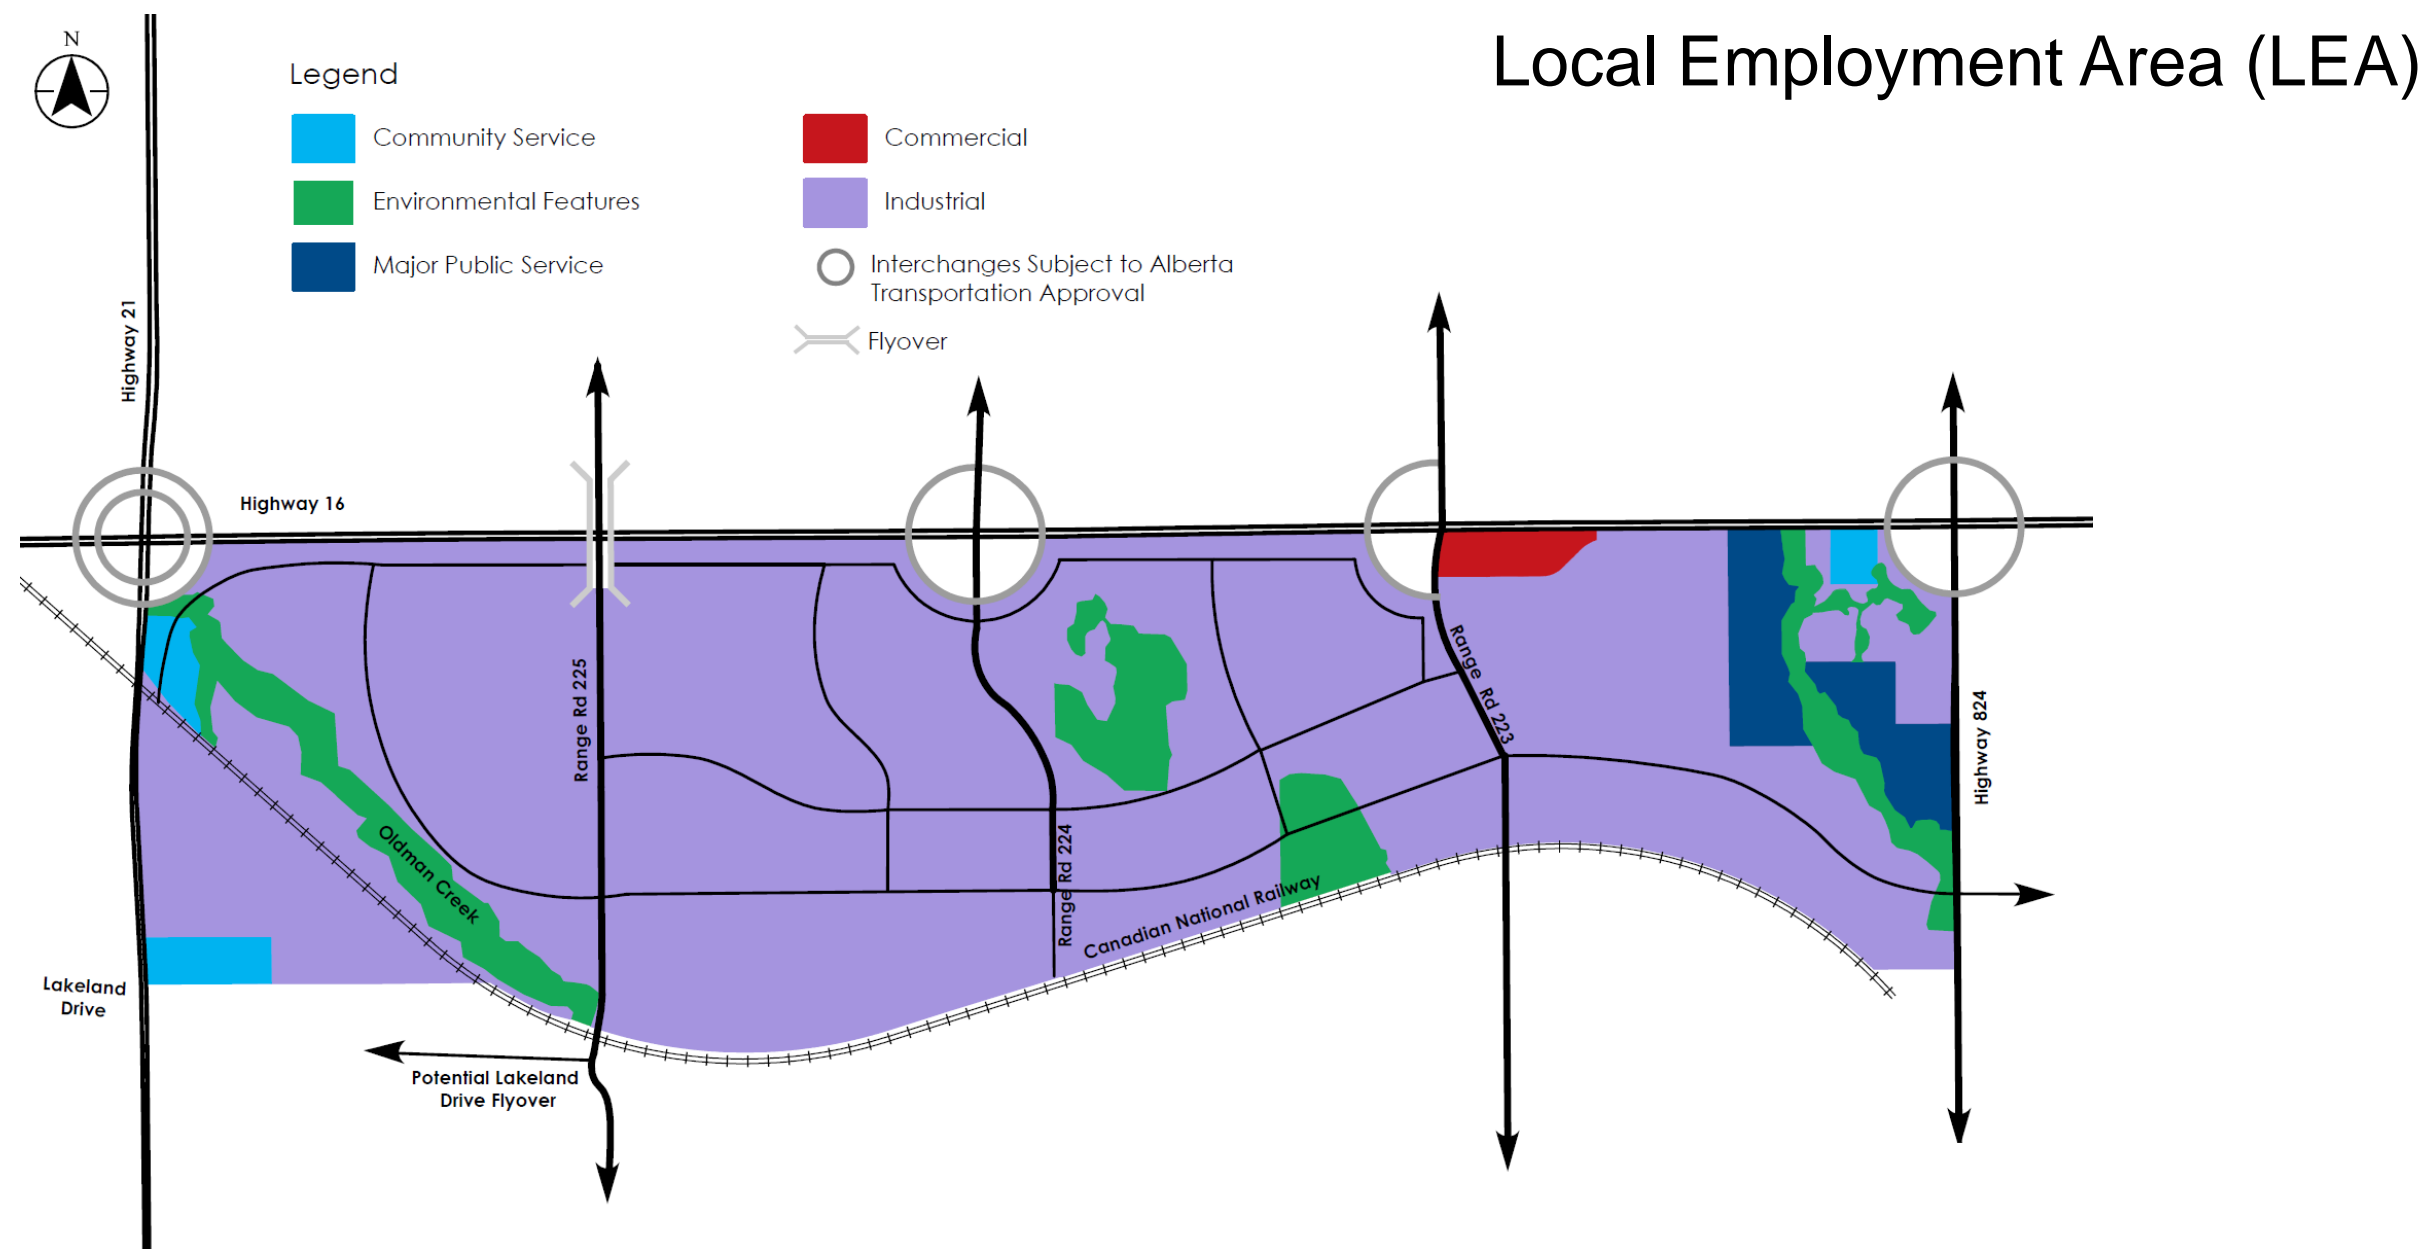 Local Employment Area (LEA)
N
Legend
Community Service
Environmental Features
Major Public Service
Commercial
Industrial
Interchanges Subject to Alberta
Transportation Approval
Flyover
Highway 21
Highway 16
Range Rd 225
Range Rd 224
Range Rd 223
Highway 824
Oldman Creek
Canadian National Railway
Lakeland
Drive
Potential Lakeland
Drive Flyover